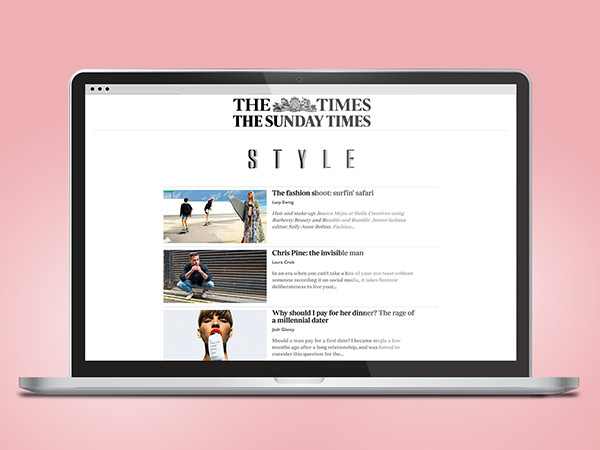 THE TIMES
THE SUNDAY TIMES
STYLE
The fashion shoot: surfin' safari
Lucy Ewing
Hair and make-up: Jessica Mejia at Stella Creatives using
Burberry Beauty and Bumble and Bumble. Junior fashion
editor: Sally Anne Bolton. Fashion...
Chris Pine: the invisible man
Laura Craik
In an era when you can't take a bite of your avo toast without
someone recording it on social media, it takes forensic
deliberateness to live your...
Why should I pay for her dinner? The rage of
a millennial dater
Josh Glancy
Should a man pay for a first date? I became single a few
months ago after a long relationship, and was forced to
consider this question for the...